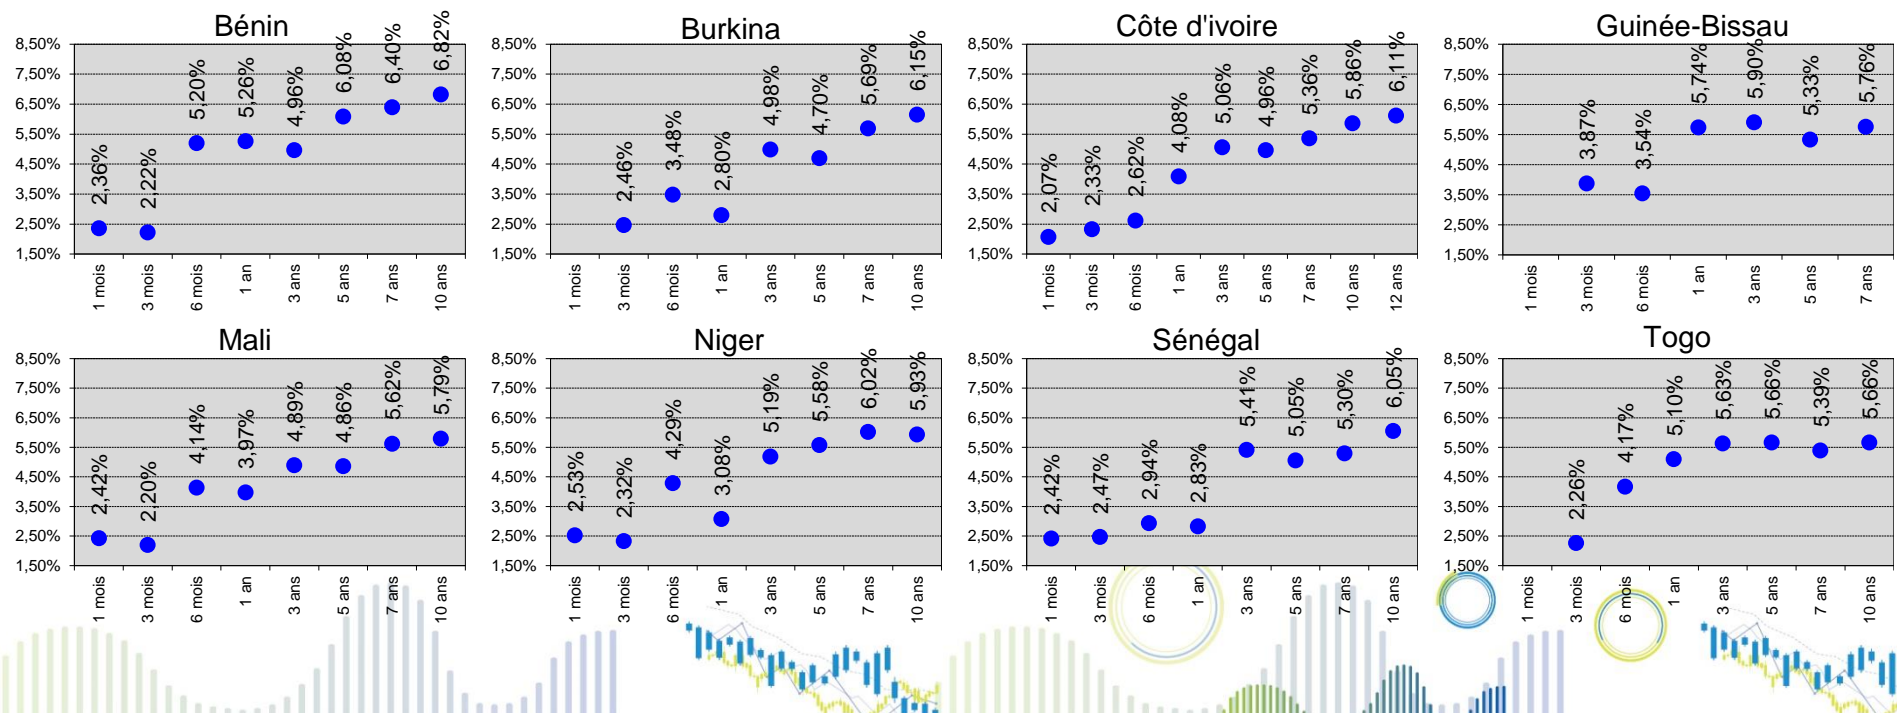 Bénin
8,50%
7,50%
6,50%
5,50%
4,50%
3,50%
2,50%
1,50%
2,36%
2,22%
5,20%
5,26%
4,96%
6,08%
6,40%
6,82%
1 mois
3 mois
6 mois
1 an
3 ans
5 ans
7 ans
10 ans
Burkina
8,50%
7,50%
6,50%
5,50%
4,50%
3,50%
2,50%
1,50%
2,46%
3,48%
2,80%
4,98%
4,70%
5,69%
6,15%
1 mois
3 mois
6 mois
1 an
3 ans
5 ans
7 ans
10 ans
Côte d'ivoire
8,50%
7,50%
6,50%
5,50%
4,50%
3,50%
2,50%
1,50%
2,07%
2,33%
2,62%
4,08%
5,06%
4,96%
5,36%
5,86%
6,11%
1 mois
3 mois
6 mois
1 an
3 ans
5 ans
7 ans
10 ans
12 ans
Guinée-Bissau
8,50%
7,50%
6,50%
5,50%
4,50%
3,50%
2,50%
1,50%
3,87%
3,54%
5,74%
5,90%
5,33%
5,76%
1 mois
3 mois
6 mois
1 an
3 ans
5 ans
7 ans
Mali
8,50%
7,50%
6,50%
5,50%
4,50%
3,50%
2,50%
1,50%
2,42%
2,20%
4,14%
3,97%
4,89%
4,86%
5,62%
5,79%
1 mois
3 mois
6 mois
1 an
3 ans
5 ans
7 ans
10 ans
Niger
8,50%
7,50%
6,50%
5,50%
4,50%
3,50%
2,50%
1,50%
2,53%
2,32%
4,29%
3,08%
5,19%
5,58%
6,02%
5,93%
1 mois
3 mois
6 mois
1 an
3 ans
5 ans
7 ans
10 ans
Sénégal
8,50%
7,50%
6,50%
5,50%
4,50%
3,50%
2,50%
1,50%
2,42%
2,47%
2,94%
2,83%
5,41%
5,05%
5,30%
6,05%
1 mois
3 mois
6 mois
1 an
3 ans
5 ans
7 ans
10 ans
Togo
8,50%
7,50%
6,50%
5,50%
4,50%
3,50%
2,50%
1,50%
2,26%
4,17%
5,10%
5,63%
5,66%
5,39%
5,66%
1 mois
3 mois
6 mois
1 an
3 ans
5 ans
7 ans
10 ans